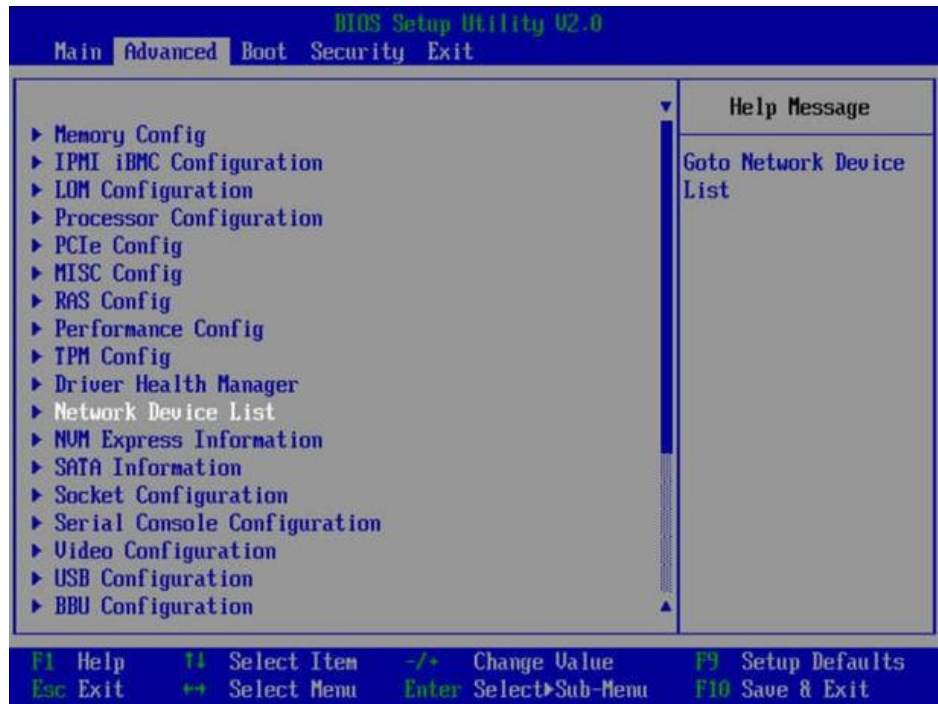 BIOS Setup Utility V2.0
Main Advanced Boot Security Exit
Help Message
Goto Network Device
List
▶ Memory Config
▶ IPMI iBMC Configuration
▶ LOM Configuration
▶ Processor Configuration
▶ PCIe Config
▶ MISC Config
▶ RAS Config
▶ Performance Config
▶ TPM Config
▶ Driver Health Manager
▶ Network Device List
▶ NVM Express Information
▶ SATA Information
▶ Socket Configuration
▶ Serial Console Configuration
▶ Video Configuration
▶ USB Configuration
▶ BBU Configuration
F1 Help ↑↓ Select Item -/+ Change Value F9 Setup Defaults
Esc Exit ↔ Select Menu Enter Select▶Sub-Menu F10 Save & Exit